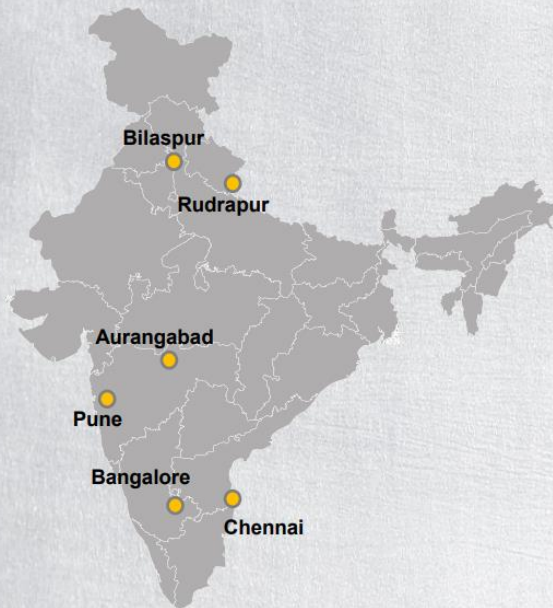 Bilaspur
Rudrapur
Aurangabad
Pune
Bangalore
Chennai